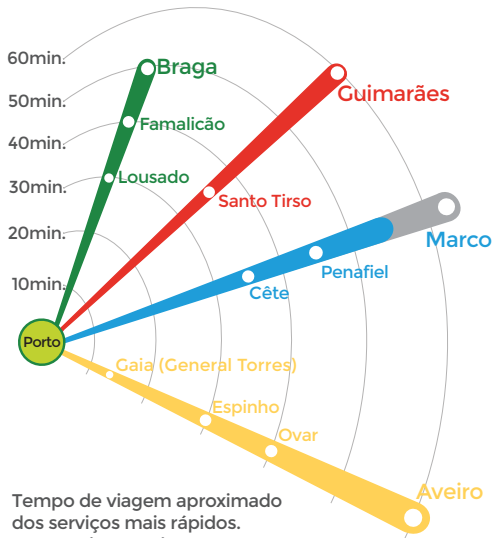 60min.
Braga
50min.
Guimarães
Famalicão
40min.
Lousado
30min.
Santo Tirso
20min.
Marco
Penafiel
Cête
10min.
Porto
Gaia (General Torres)
Espinho
Ovar
Aveiro
Tempo de viagem aproximado
dos serviços mais rápidos.